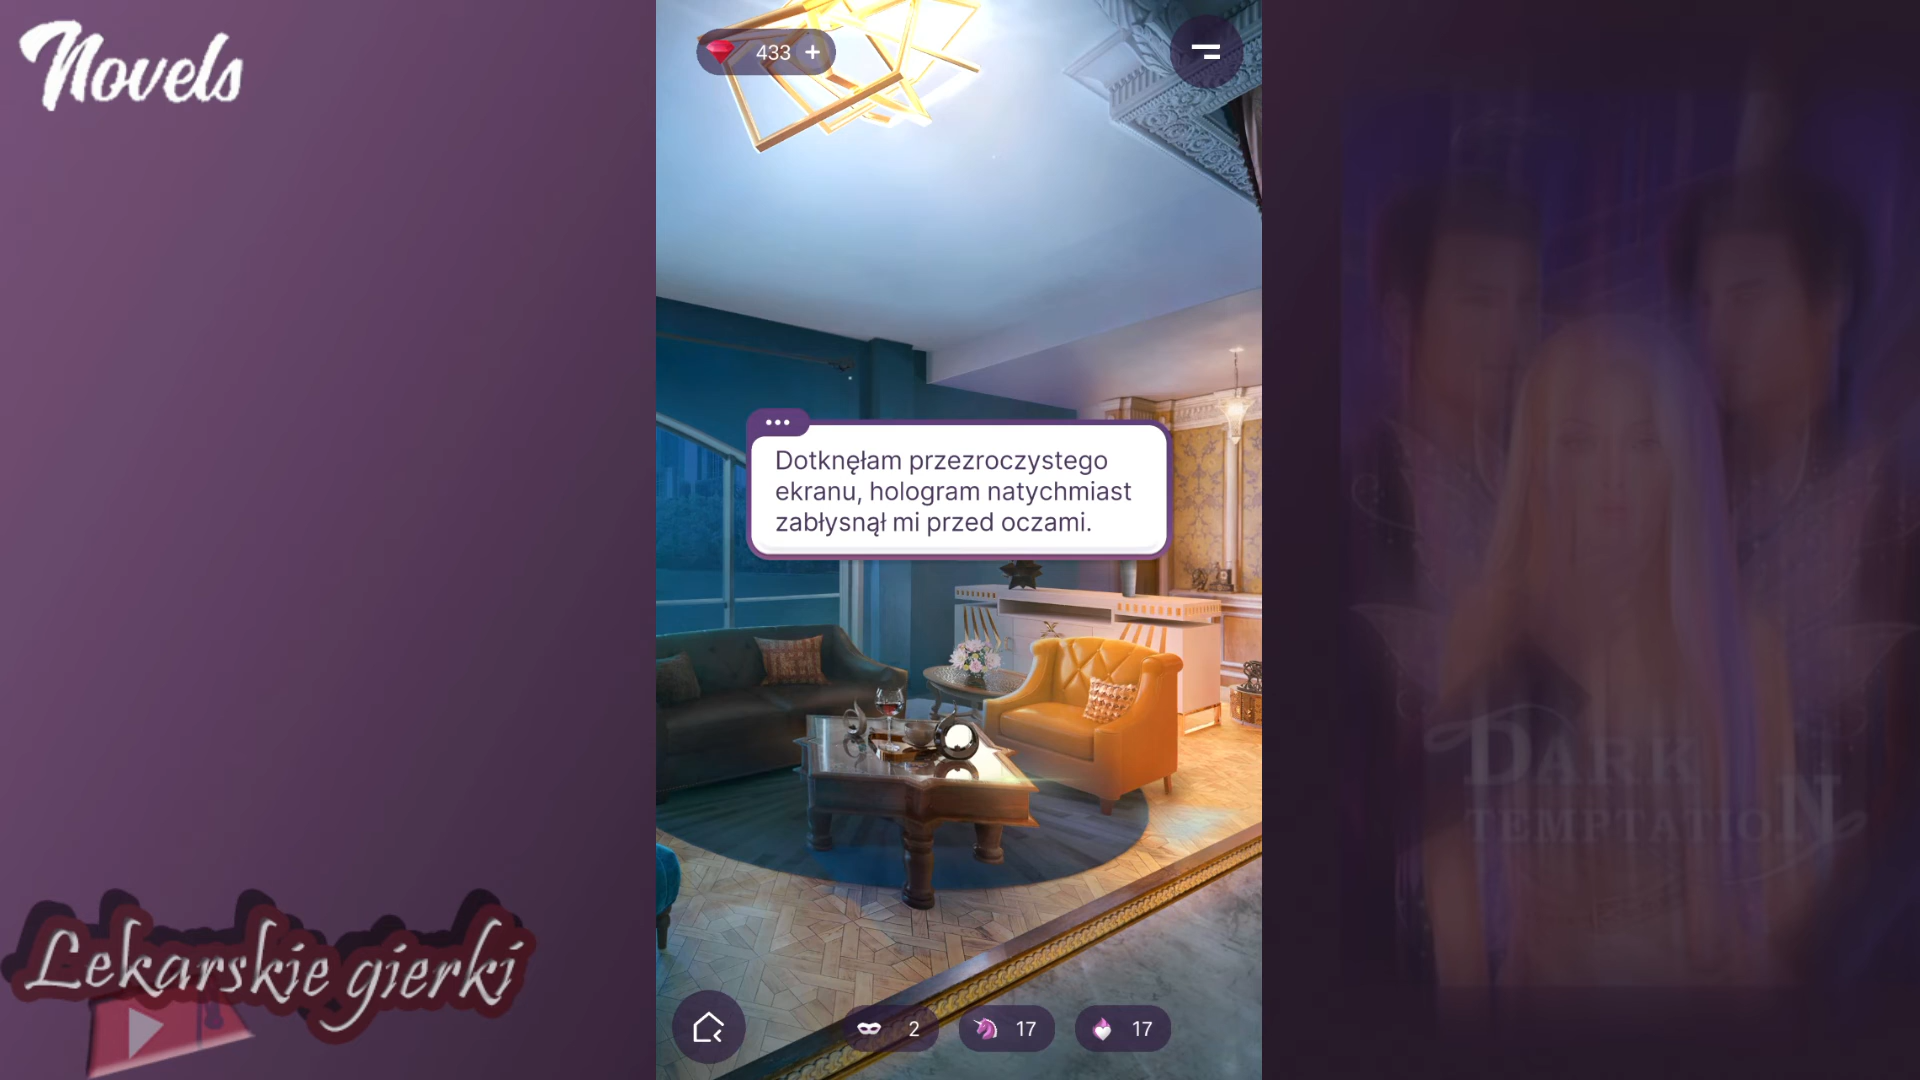 Novels
433 +
Dotknęłam przezroczystego
ekranu, hologram natychmiast
zabłysnął mi przed oczami.
DARK
TEMPTATION
Lekarskie gierki
2
17
17